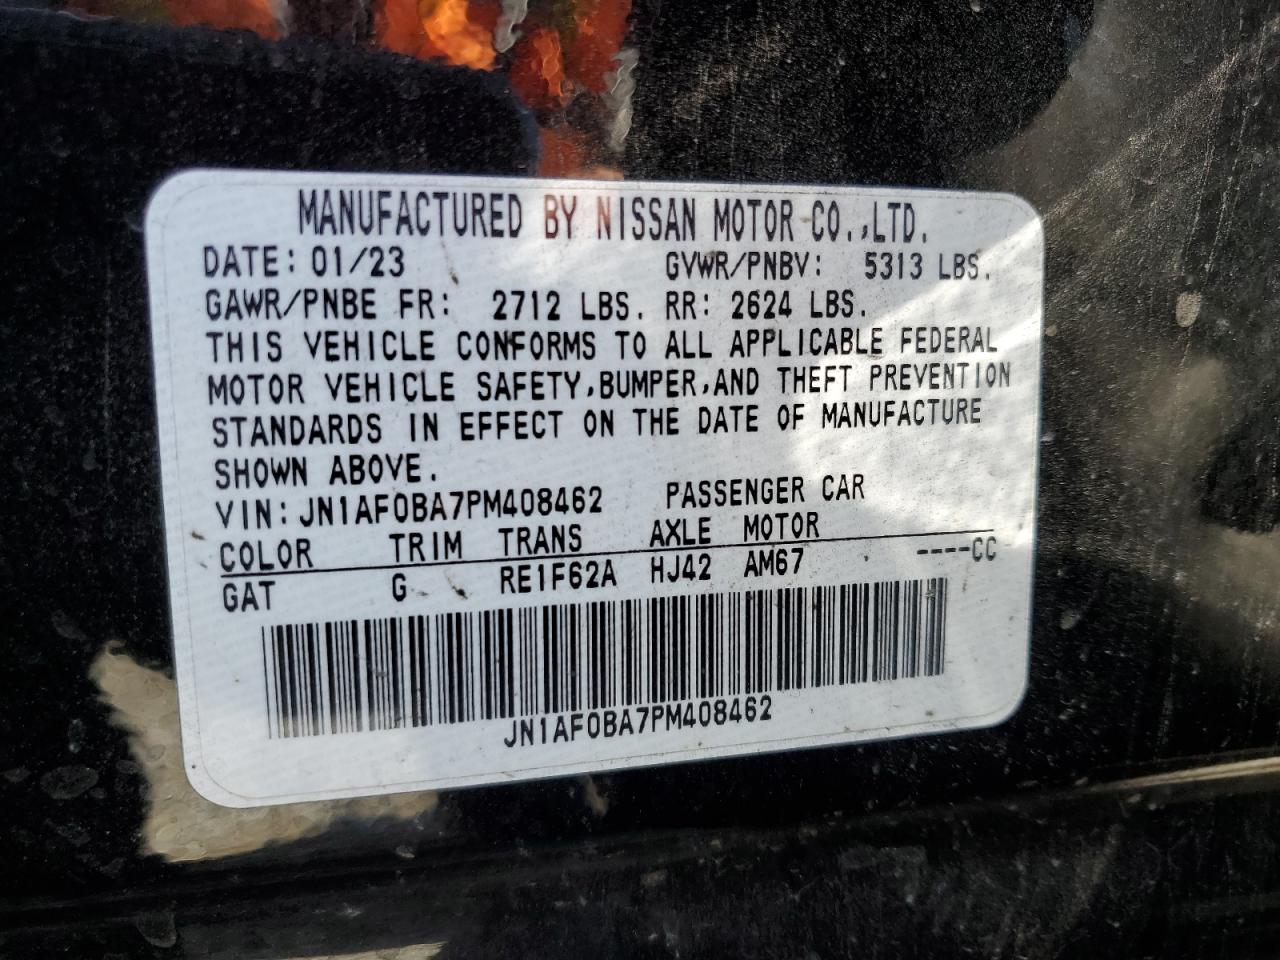 MANUFACTURED BY NISSAN MOTOR CO.,LTD.
DATE: 01/23 GVWR/PNBV: 5313 LBS.
GAWR/PNBE FR: 2712 LBS. RR: 2624 LBS.
THIS VEHICLE CONFORMS TO ALL APPLICABLE FEDERAL
MOTOR VEHICLE SAFETY,BUMPER,AND THEFT PREVENTION
STANDARDS IN EFFECT ON THE DATE OF MANUFACTURE
SHOWN ABOVE.
VIN: JN1AF0BA7PM408462 PASSENGER CAR
COLOR TRIM TRANS AXLE MOTOR
GAT G RE1F62A HJ42 AM67 ----CC
JN1AF0BA7PM408462